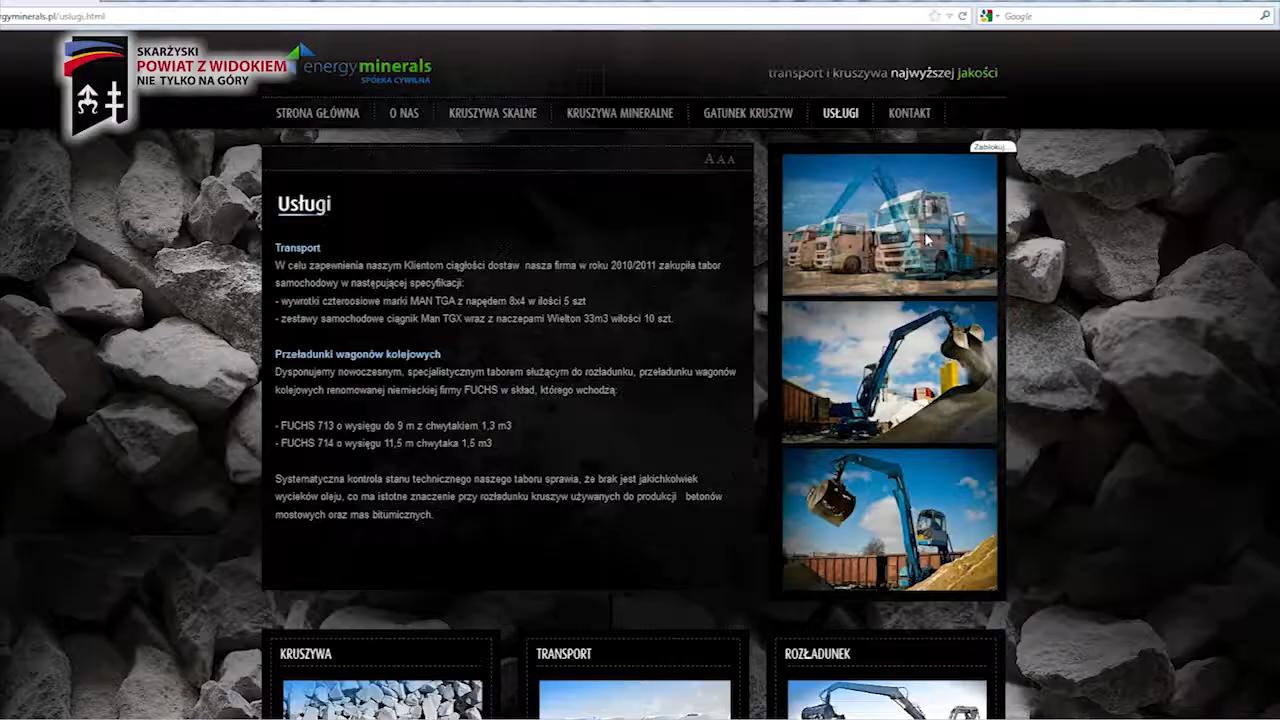 rgyminerals.pl/uslugi.html
Google
SKARŻYSKI
POWIAT Z WIDOKIEM
NIE TYLKO NA GÓRY
energyminerals
SPÓŁKA CYWILNA
transport i kruszywa najwyższej jakości
STRONA GŁÓWNA
O NAS
KRUSZYWA SKALNE
KRUSZYWA MINERALNE
GATUNEK KRUSZYW
USŁUGI
KONTAKT
A A A
Zablokuj...
Usługi
Transport
W celu zapewnienia naszym Klientom ciągłości dostaw nasza firma w roku 2010/2011 zakupiła tabor
samochodowy w następującej specyfikacji:
- wywrotki czteroosiowe marki MAN TGA z napędem 8x4 w ilości 5 szt
- zestawy samochodowe ciągnik Man TGX wraz z naczepami Wielton 33m3 wilości 10 szt.
Przeładunki wagonów kolejowych
Dysponujemy nowoczesnym, specjalistycznym taborem służącym do rozładunku, przeładunku wagonów
kolejowych renomowanej niemieckiej firmy FUCHS w skład, którego wchodzą:
- FUCHS 713 o wysięgu do 9 m z chwytakiem 1,3 m3
- FUCHS 714 o wysięgu 11,5 m chwytaka 1,5 m3
Systematyczna kontrola stanu technicznego naszego taboru sprawia, że brak jest jakichkolwiek
wycieków oleju, co ma istotne znaczenie przy rozładunku kruszyw używanych do produkcji betonów
mostowych oraz mas bitumicznych.
KRUSZYWA
TRANSPORT
ROZŁADUNEK